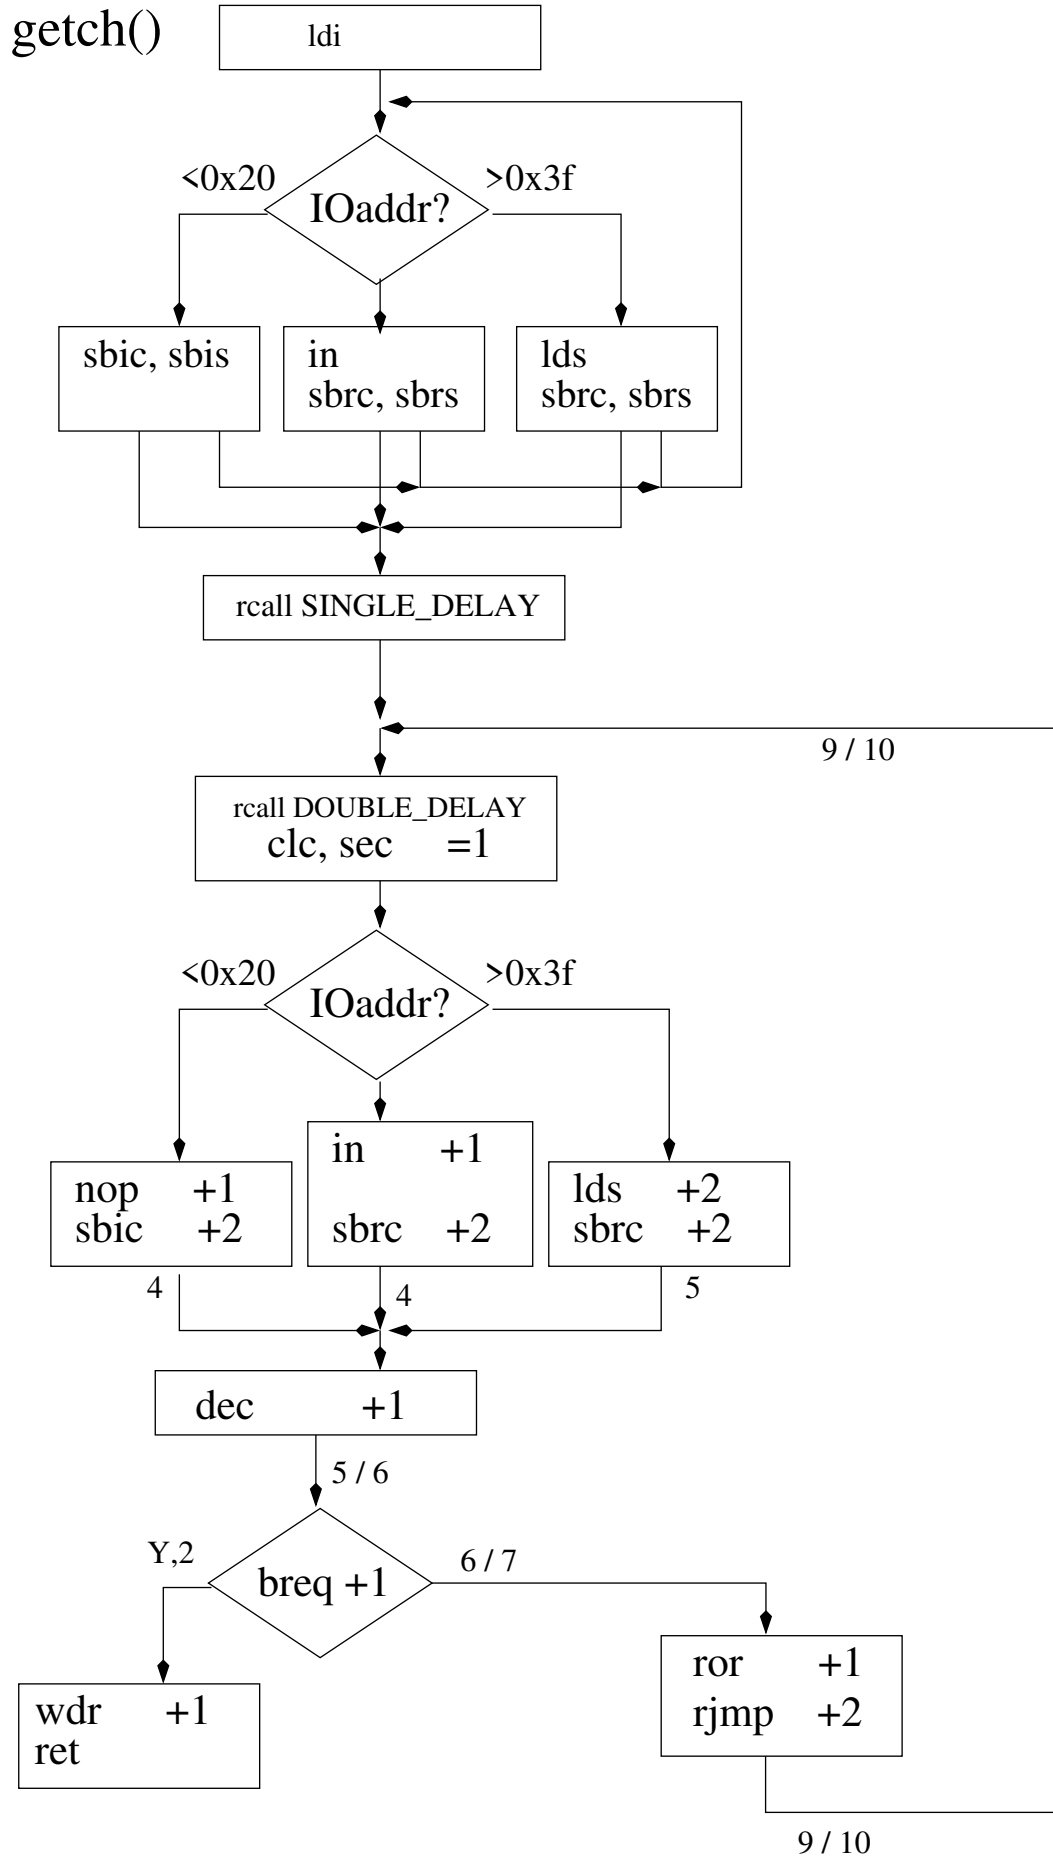 getch()
ldi
<0x20
>0x3f
IOaddr?
sbic, sbis
in
sbrc, sbrs
lds
sbrc, sbrs
rcall SINGLE_DELAY
9 / 10
rcall DOUBLE_DELAY
clc, sec =1
<0x20
>0x3f
IOaddr?
nop +1
sbic +2
in +1
sbrc +2
lds +2
sbrc +2
4
4
5
dec +1
5 / 6
Y,2
breq +1
6 / 7
wdr +1
ret
ror +1
rjmp +2
9 / 10